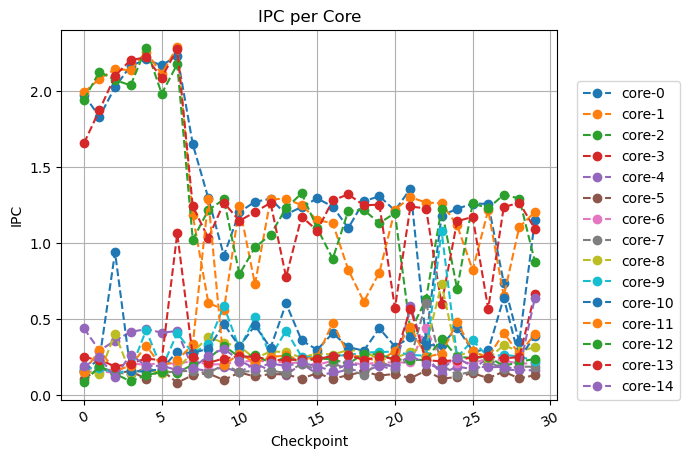 IPC per Core
IPC
2.0
1.5
1.0
0.5
0.0
0
5
10
15
20
25
30
Checkpoint
core-0
core-1
core-2
core-3
core-4
core-5
core-6
core-7
core-8
core-9
core-10
core-11
core-12
core-13
core-14